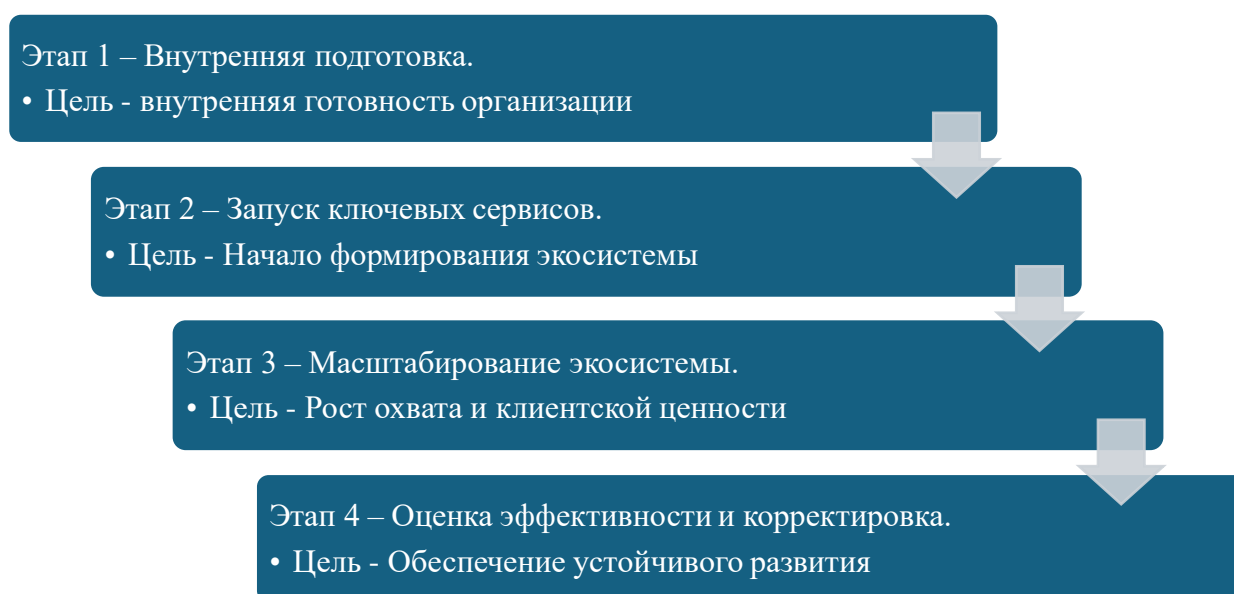 Этап 1 – Внутренняя подготовка.
• Цель - внутренняя готовность организации
Этап 2 – Запуск ключевых сервисов.
• Цель - Начало формирования экосистемы
Этап 3 – Масштабирование экосистемы.
• Цель - Рост охвата и клиентской ценности
Этап 4 – Оценка эффективности и корректировка.
• Цель - Обеспечение устойчивого развития